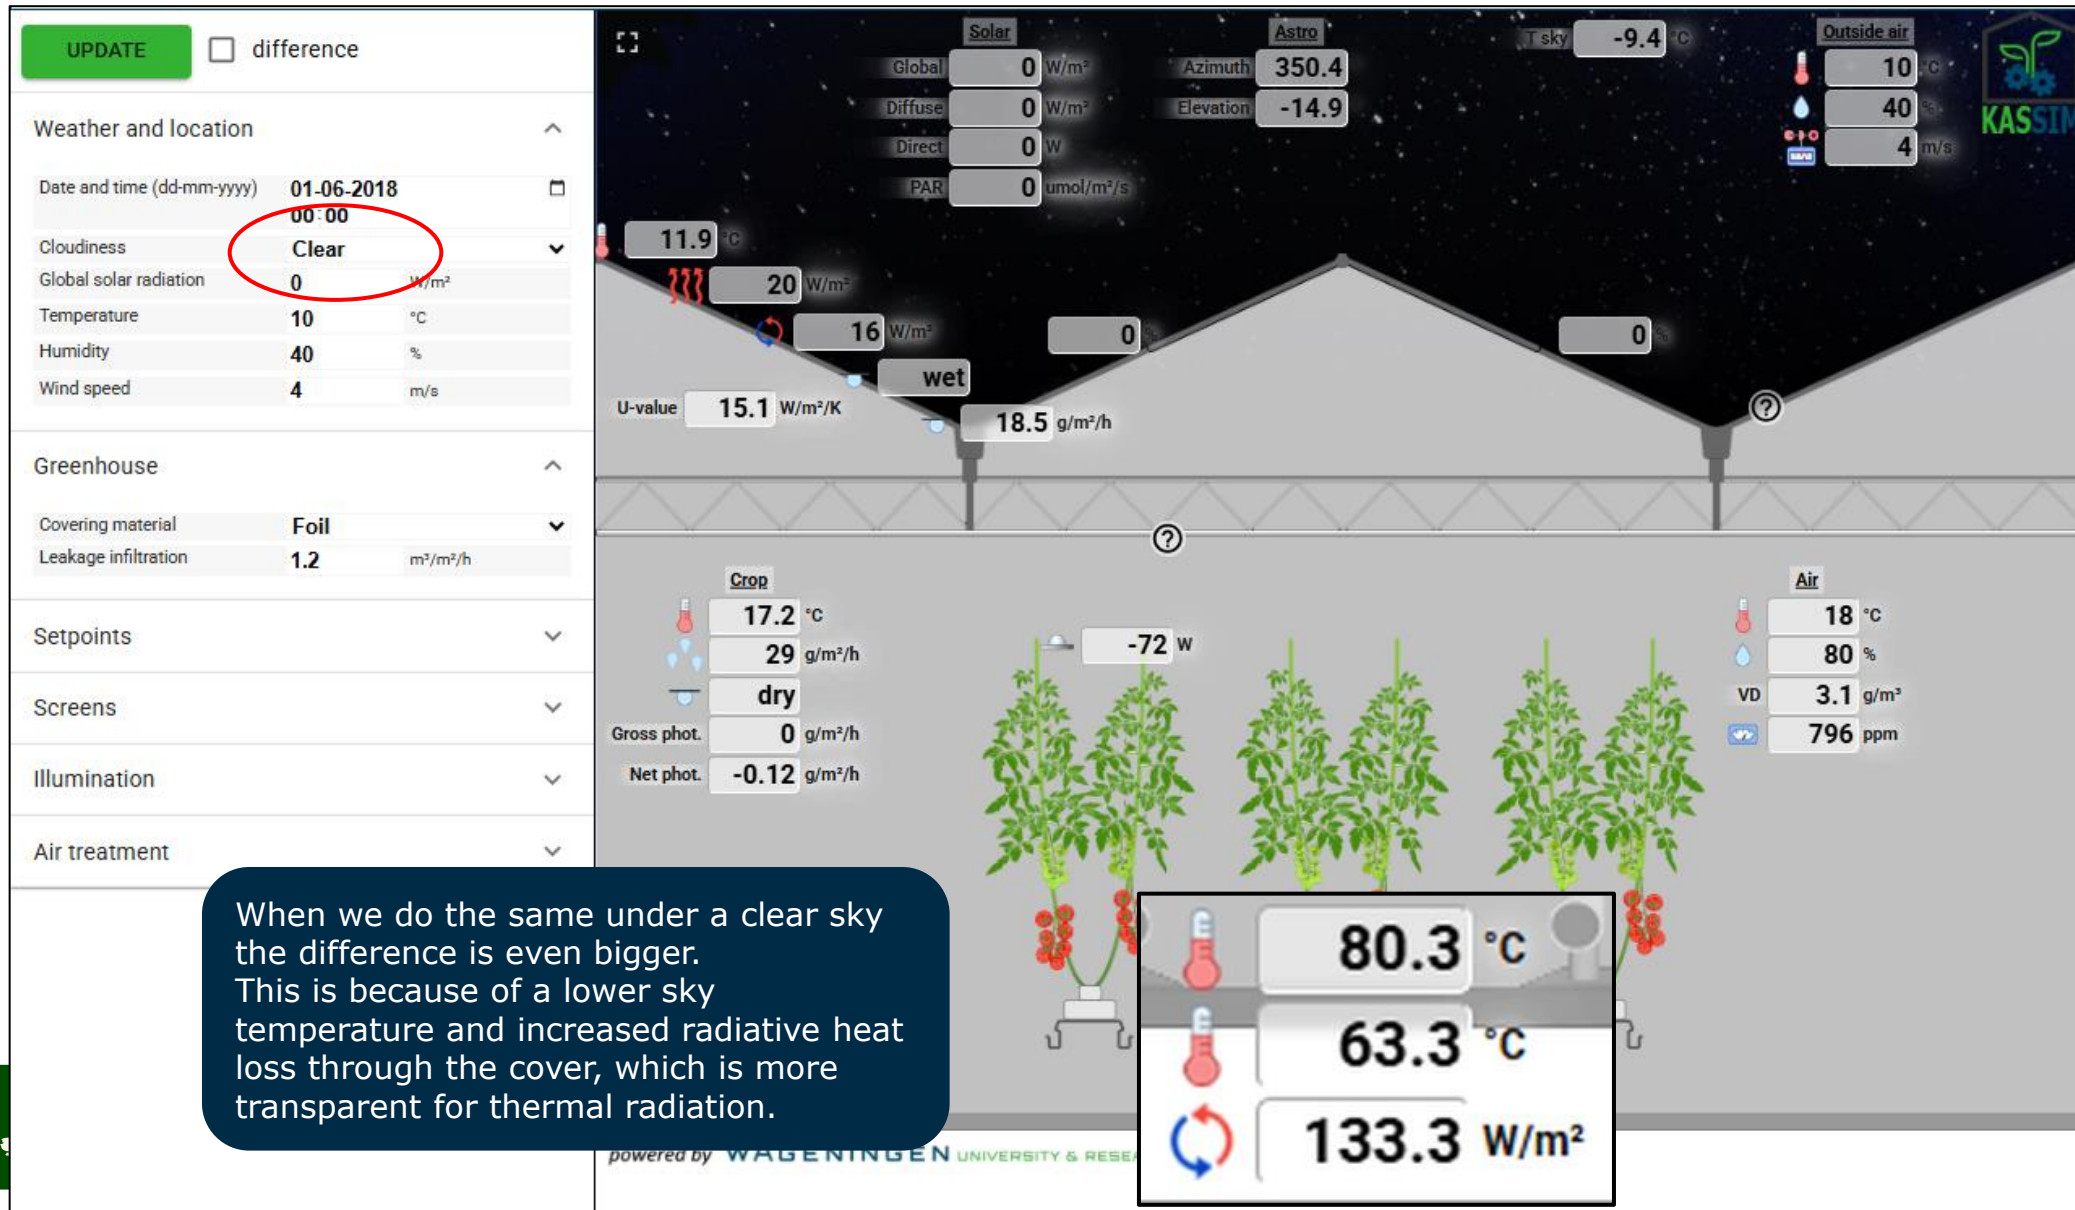 UPDATE difference
Weather and location
Date and time (dd-mm-yyyy) 01-06-2018
00:00
Cloudiness Clear
Global solar radiation 0 W/m²
Temperature 10 °C
Humidity 40 %
Wind speed 4 m/s
Greenhouse
Covering material Foil
Leakage infiltration 1.2 m³/m²/h
Setpoints
Screens
Illumination
Air treatment
Solar
Global 0 W/m²
Diffuse 0 W/m²
Direct 0 W
PAR 0 umol/m²/s
Astro
Azimuth 350.4
Elevation -14.9
T sky -9.4 °C
Outside air
10 °C
40 %
4 m/s
KASSIM
11.9 °C
20 W/m²
16 W/m²
0 %
0 %
wet
U-value 15.1 W/m²/K
18.5 g/m²/h
?
?
Crop
17.2 °C
29 g/m²/h
dry
Gross phot. 0 g/m²/h
Net phot. -0.12 g/m²/h
-72 W
Air
18 °C
80 %
VD 3.1 g/m³
796 ppm
When we do the same under a clear sky
the difference is even bigger.
This is because of a lower sky
temperature and increased radiative heat
loss through the cover, which is more
transparent for thermal radiation.
80.3 °C
63.3 °C
133.3 W/m²
powered by WAGENINGEN UNIVERSITY & RESEA